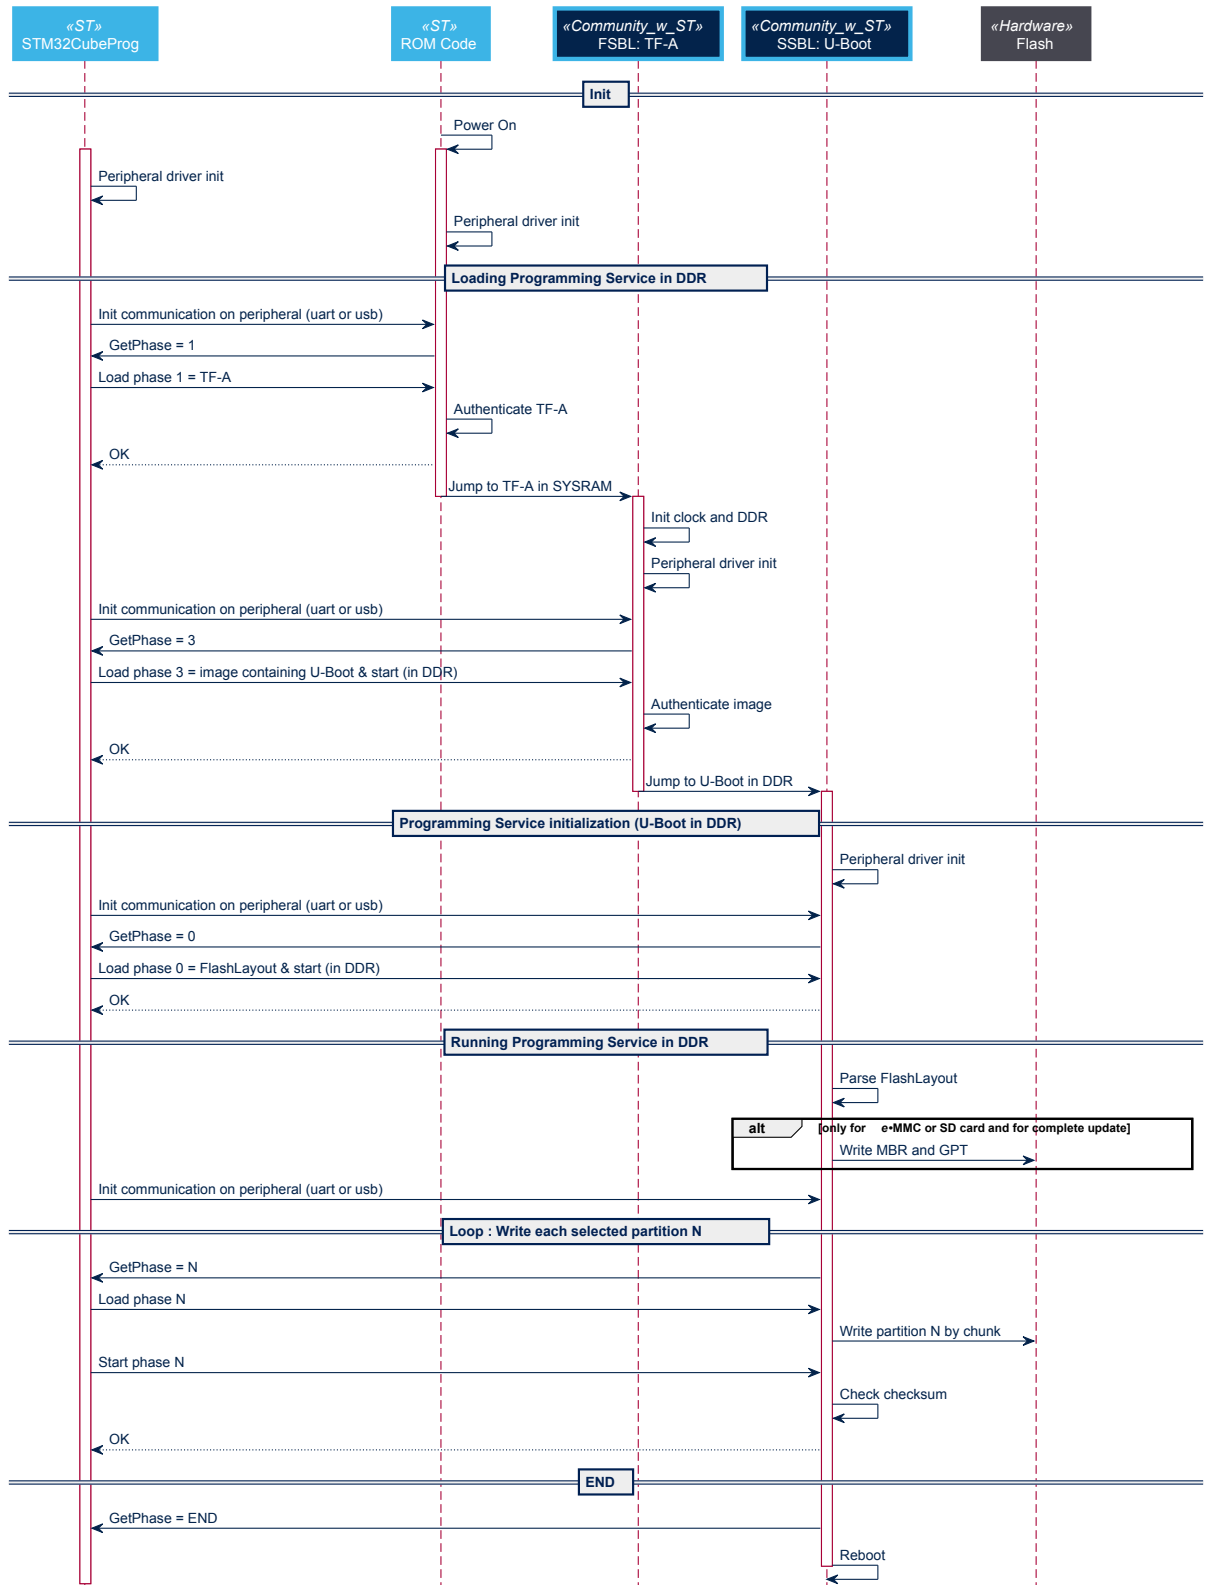 «ST»
STM32CubeProg
«ST»
ROM Code
«Community_w_ST»
FSBL: TF-A
«Community_w_ST»
SSBL: U-Boot
«Hardware»
Flash
Init
Power On
Peripheral driver init
Peripheral driver init
Loading Programming Service in DDR
Init communication on peripheral (uart or usb)
GetPhase = 1
Load phase 1 = TF-A
Authenticate TF-A
OK
Jump to TF-A in SYSRAM
Init clock and DDR
Peripheral driver init
Init communication on peripheral (uart or usb)
GetPhase = 3
Load phase 3 = image containing U-Boot & start (in DDR)
Authenticate image
OK
Jump to U-Boot in DDR
Programming Service initialization (U-Boot in DDR)
Peripheral driver init
Init communication on peripheral (uart or usb)
GetPhase = 0
Load phase 0 = FlashLayout & start (in DDR)
OK
Running Programming Service in DDR
Parse FlashLayout
alt [only for e•MMC or SD card and for complete update]
Write MBR and GPT
Init communication on peripheral (uart or usb)
Loop : Write each selected partition N
GetPhase = N
Load phase N
Write partition N by chunk
Start phase N
Check checksum
OK
END
GetPhase = END
Reboot